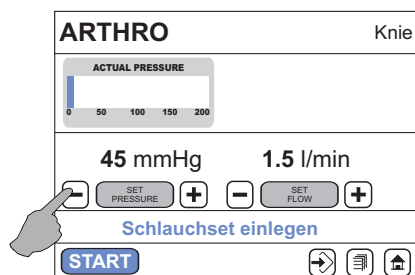 ARTHRO Knie
ACTUAL PRESSURE
0 50 100 150 200
45 mmHg 1.5 l/min
− SET PRESSURE + − SET FLOW +
Schlauchset einlegen
START